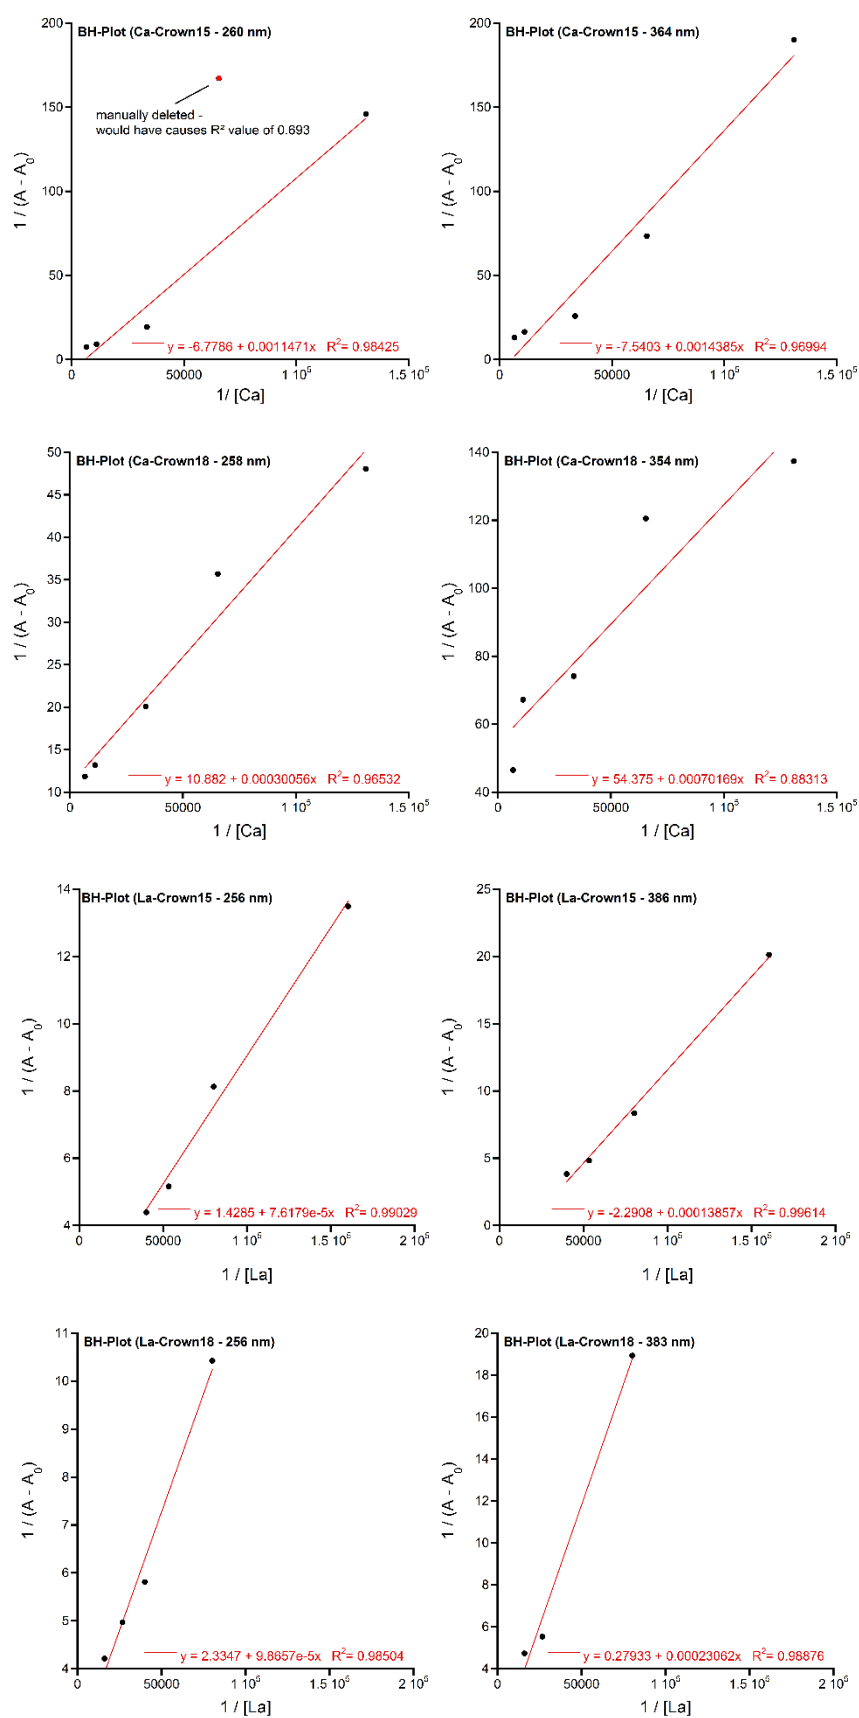 BH-Plot (Ca-Crown15 - 260 nm)
manually deleted -
would have causes R² value of 0.693
200
150
100
50
0
1 / (A - A₀)
y = -6.7786 + 0.0011471x R²= 0.98425
0 50000 1 10⁵ 1.5 10⁵
1/ [Ca]
BH-Plot (Ca-Crown15 - 364 nm)
200
150
100
50
0
1 / (A - A₀)
y = -7.5403 + 0.0014385x R²= 0.96994
0 50000 1 10⁵ 1.5 10⁵
1/ [Ca]
BH-Plot (Ca-Crown18 - 258 nm)
50
45
40
35
30
25
20
15
10
1 / (A - A₀)
y = 10.882 + 0.00030056x R²= 0.96532
0 50000 1 10⁵ 1.5 10⁵
1 / [Ca]
BH-Plot (Ca-Crown18 - 354 nm)
140
120
100
80
60
40
1 / (A - A₀)
y = 54.375 + 0.00070169x R²= 0.88313
0 50000 1 10⁵ 1.5 10⁵
1 / [Ca]
BH-Plot (La-Crown15 - 256 nm)
14
12
10
8
6
4
1 / (A - A₀)
y = 1.4285 + 7.6179e-5x R²= 0.99029
0 50000 1 10⁵ 1.5 10⁵ 2 10⁵
1 / [La]
BH-Plot (La-Crown15 - 386 nm)
25
20
15
10
5
0
1 / (A - A₀)
y = -2.2908 + 0.00013857x R²= 0.99614
0 50000 1 10⁵ 1.5 10⁵ 2 10⁵
1 / [La]
BH-Plot (La-Crown18 - 256 nm)
11
10
9
8
7
6
5
4
1 / (A - A₀)
y = 2.3347 + 9.8657e-5x R²= 0.98504
0 50000 1 10⁵ 1.5 10⁵ 2 10⁵
1 / [La]
BH-Plot (La-Crown18 - 383 nm)
20
18
16
14
12
10
8
6
4
1 / (A - A₀)
y = 0.27933 + 0.00023062x R²= 0.98876
0 50000 1 10⁵ 1.5 10⁵ 2 10⁵
1 / [La]